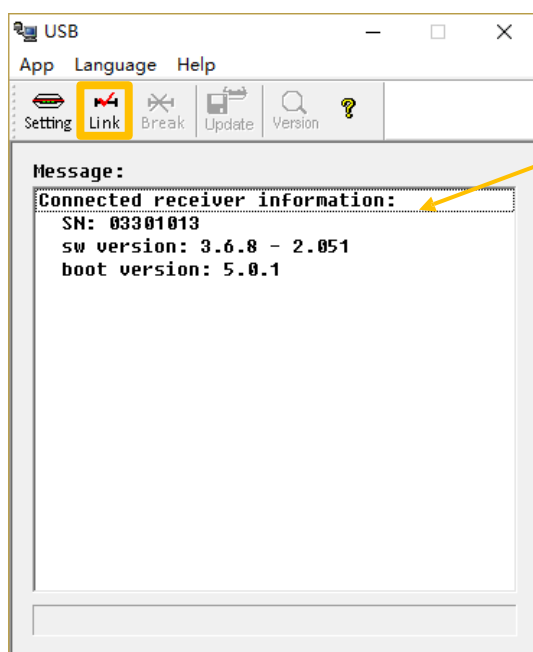 USB
App Language Help
Setting Link Break Update Version
Message:
Connected receiver information:
SN: 03301013
sw version: 3.6.8 - 2.051
boot version: 5.0.1